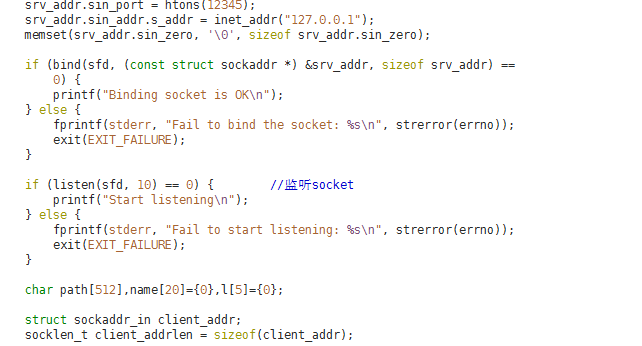 srv_addr.sin_port = htons(12345);
srv_addr.sin_addr.s_addr = inet_addr("127.0.0.1");
memset(srv_addr.sin_zero, '\0', sizeof srv_addr.sin_zero);

if (bind(sfd, (const struct sockaddr *) &srv_addr, sizeof srv_addr) ==
    0) {
    printf("Binding socket is OK\n");
} else {
    fprintf(stderr, "Fail to bind the socket: %s\n", strerror(errno));
    exit(EXIT_FAILURE);
}

if (listen(sfd, 10) == 0) {        //监听socket
    printf("Start listening\n");
} else {
    fprintf(stderr, "Fail to start listening: %s\n", strerror(errno));
    exit(EXIT_FAILURE);
}

char path[512],name[20]={0},l[5]={0};

struct sockaddr_in client_addr;
socklen_t client_addrlen = sizeof(client_addr);